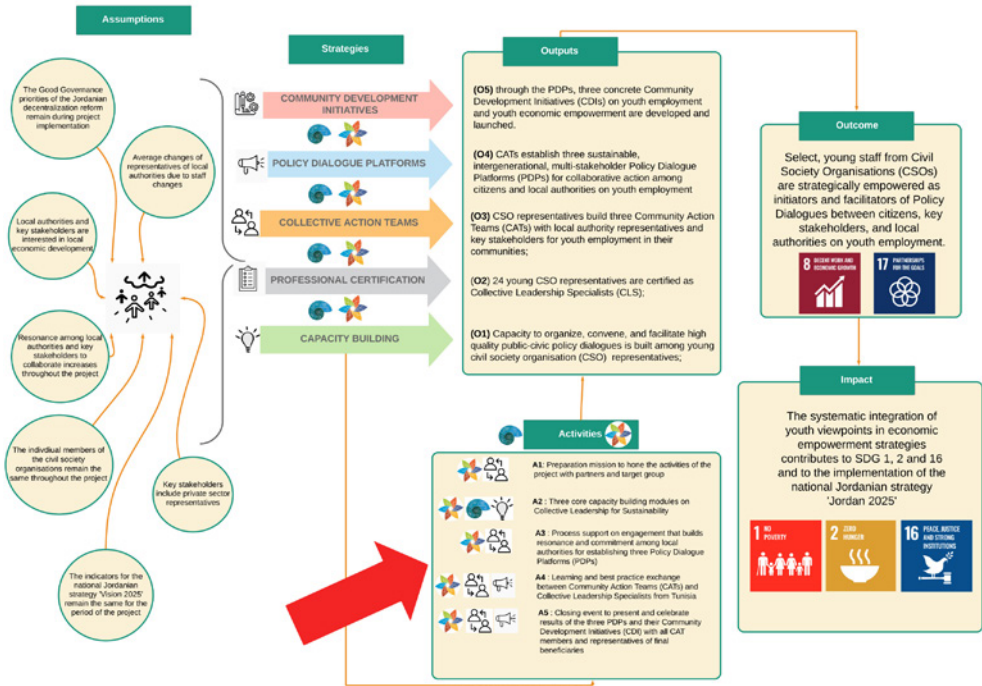 Assumptions
The Good Governance
priorities of the Jordanian
decentralization reform
remain during project
implementation
Average changes of
representatives of local
authorities due to staff
changes
Local authorities and
key stakeholders are
interested in local
economic development.
Resonance among local
authorities and key
stakeholders to
collaborate increases
throughout the project
The individual members of
the civil society
organisations remain the
same throughout the project
Key stakeholders
include private sector
representatives
The indicators for the
national Jordanian
strategy 'Vision 2025'
remain the same for the
period of the project
Strategies
COMMUNITY DEVELOPMENT
INITIATIVES
POLICY DIALOGUE PLATFORMS
COLLECTIVE ACTION TEAMS
PROFESSIONAL CERTIFICATION
CAPACITY BUILDING
Outputs
(O5) through the PDPs, three concrete Community
Development Initiatives (CDIs) on youth employment
and youth economic empowerment are developed and
launched.
(O4) CATs establish three sustainable,
intergenerational, multi-stakeholder Policy Dialogue
Platforms (PDPs) for collaborative action among
citizens and local authorities on youth employment
(O3) CSO representatives build three Community Action
Teams (CATs) with local authority representatives and
key stakeholders for youth employment in their
communities;
(O2) 24 young CSO representatives are certified as
Collective Leadership Specialists (CLS);
(O1) Capacity to organize, convene, and facilitate high
quality public-civic policy dialogues is built among young
civil society organisation (CSO) representatives;
Activities
A1: Preparation mission to hone the activities of the
project with partners and target group
A2 : Three core capacity building modules on
Collective Leadership for Sustainability
A3 : Process support on engagement that builds
resonance and commitment among local
authorities for establishing three Policy Dialogue
Platforms (PDPs)
A4 : Learning and best practice exchange
between Community Action Teams (CATs) and
Collective Leadership Specialists from Tunisia
A5 : Closing event to present and celebrate
results of the three PDPs and their Community
Development Initiatives (CDI) with all CAT
members and representatives of final
beneficiaries
Outcome
Select, young staff from Civil
Society Organisations (CSOs)
are strategically empowered as
initiators and facilitators of Policy
Dialogues between citizens, key
stakeholders, and local
authorities on youth employment.
8 DECENT WORK AND
ECONOMIC GROWTH
17 PARTNERSHIPS
FOR THE GOALS
Impact
The systematic integration of
youth viewpoints in economic
empowerment strategies
contributes to SDG 1, 2 and 16
and to the implementation of the
national Jordanian strategy
'Jordan 2025'
1 NO
POVERTY
2 ZERO
HUNGER
16 PEACE, JUSTICE
AND STRONG
INSTITUTIONS